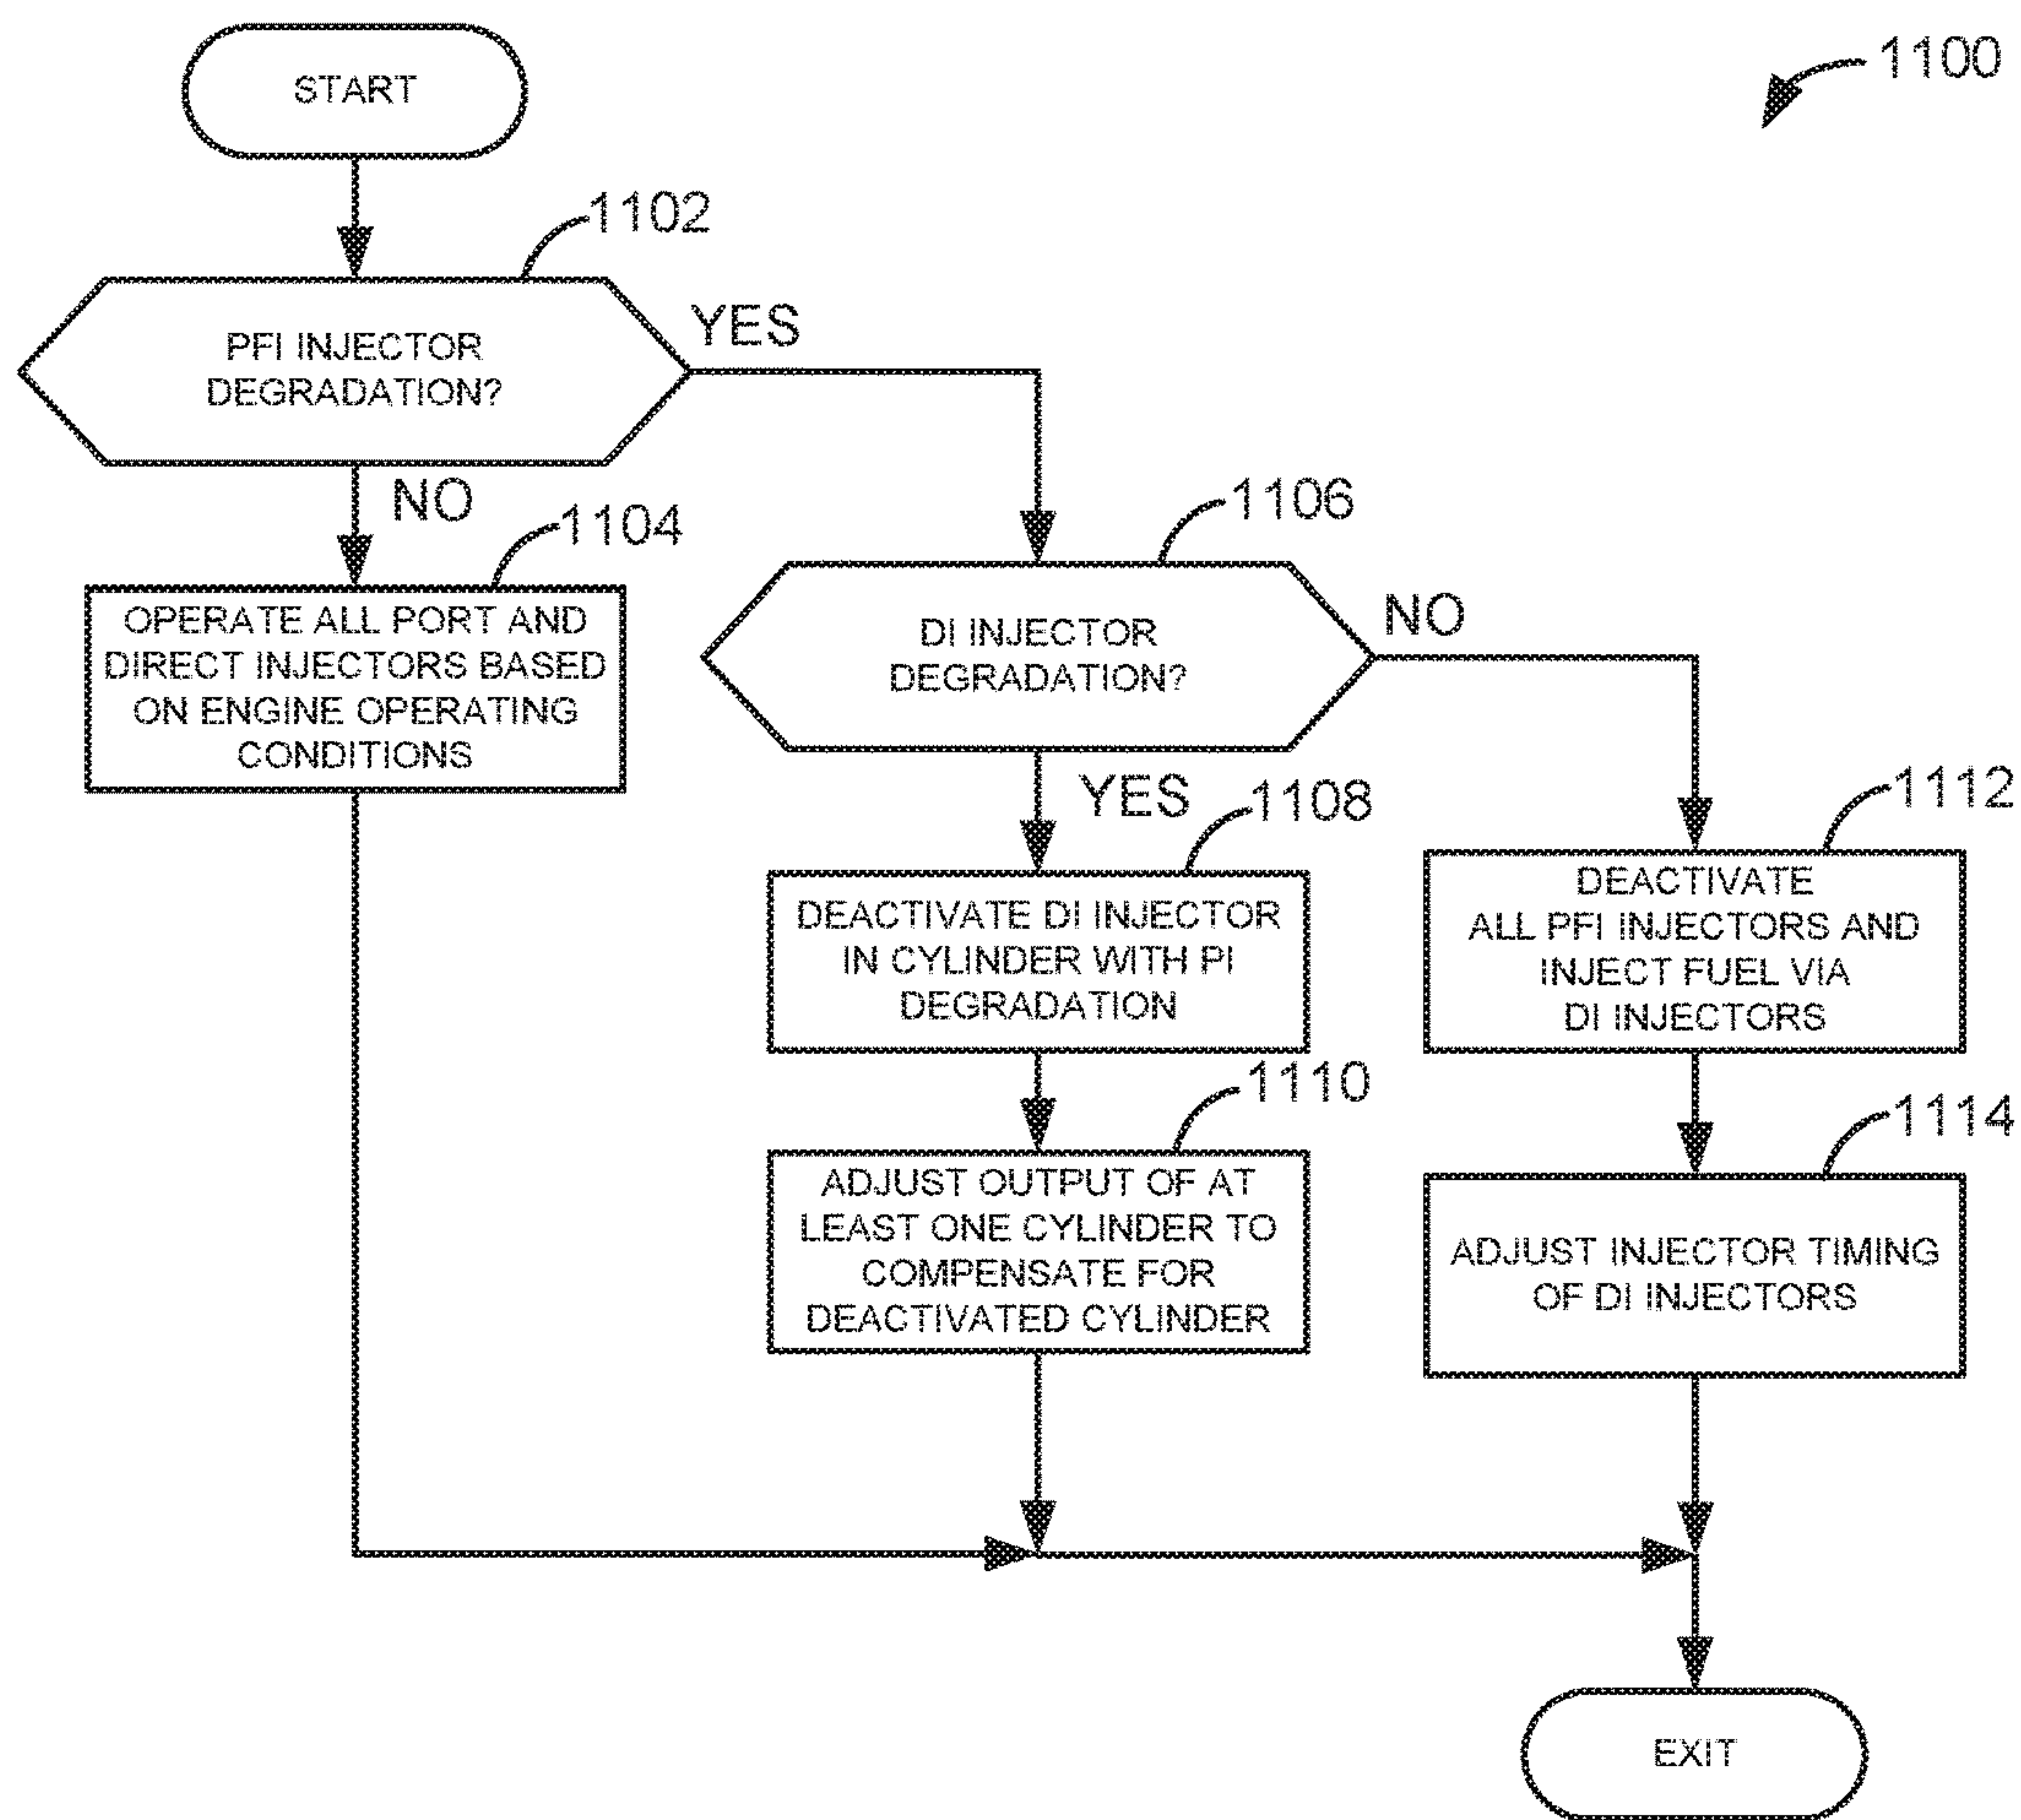 START
1100
1102
PFI INJECTOR
DEGRADATION?
YES
NO
1104
OPERATE ALL PORT AND
DIRECT INJECTORS BASED
ON ENGINE OPERATING
CONDITIONS
1106
DI INJECTOR
DEGRADATION?
NO
YES
1108
DEACTIVATE DI INJECTOR
IN CYLINDER WITH PI
DEGRADATION
1110
ADJUST OUTPUT OF AT
LEAST ONE CYLINDER TO
COMPENSATE FOR
DEACTIVATED CYLINDER
1112
DEACTIVATE
ALL PFI INJECTORS AND
INJECT FUEL VIA
DI INJECTORS
1114
ADJUST INJECTOR TIMING
OF DI INJECTORS
EXIT